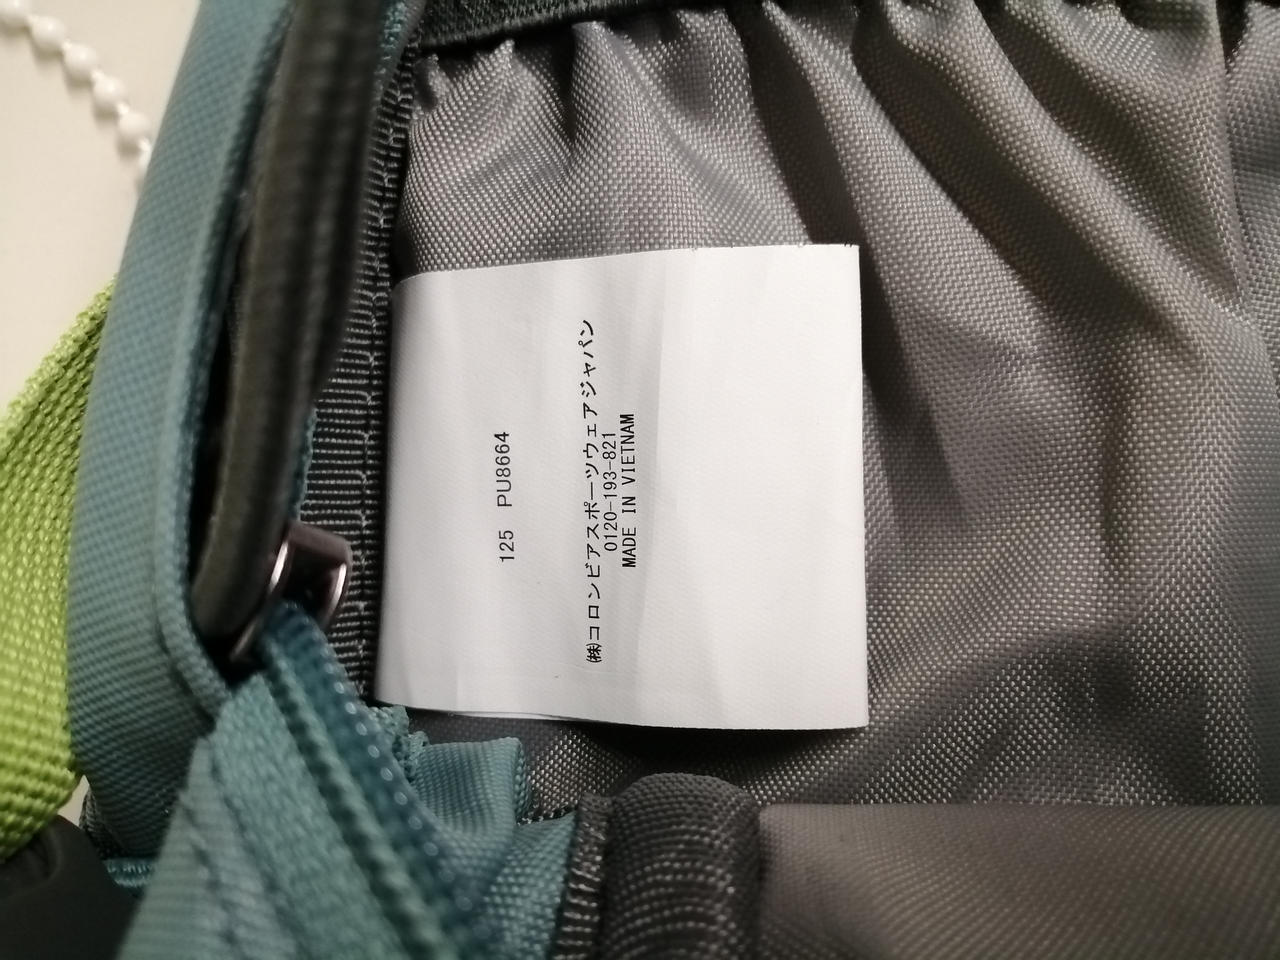 125 PU8664
㈱コロンビアスポーツウェアジャパン
0120-193-821
MADE IN VIETNAM